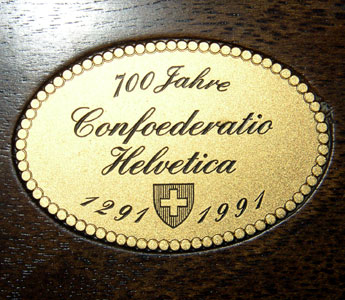 700 Jahre
Confoederatio
Helvetica
1291 1991